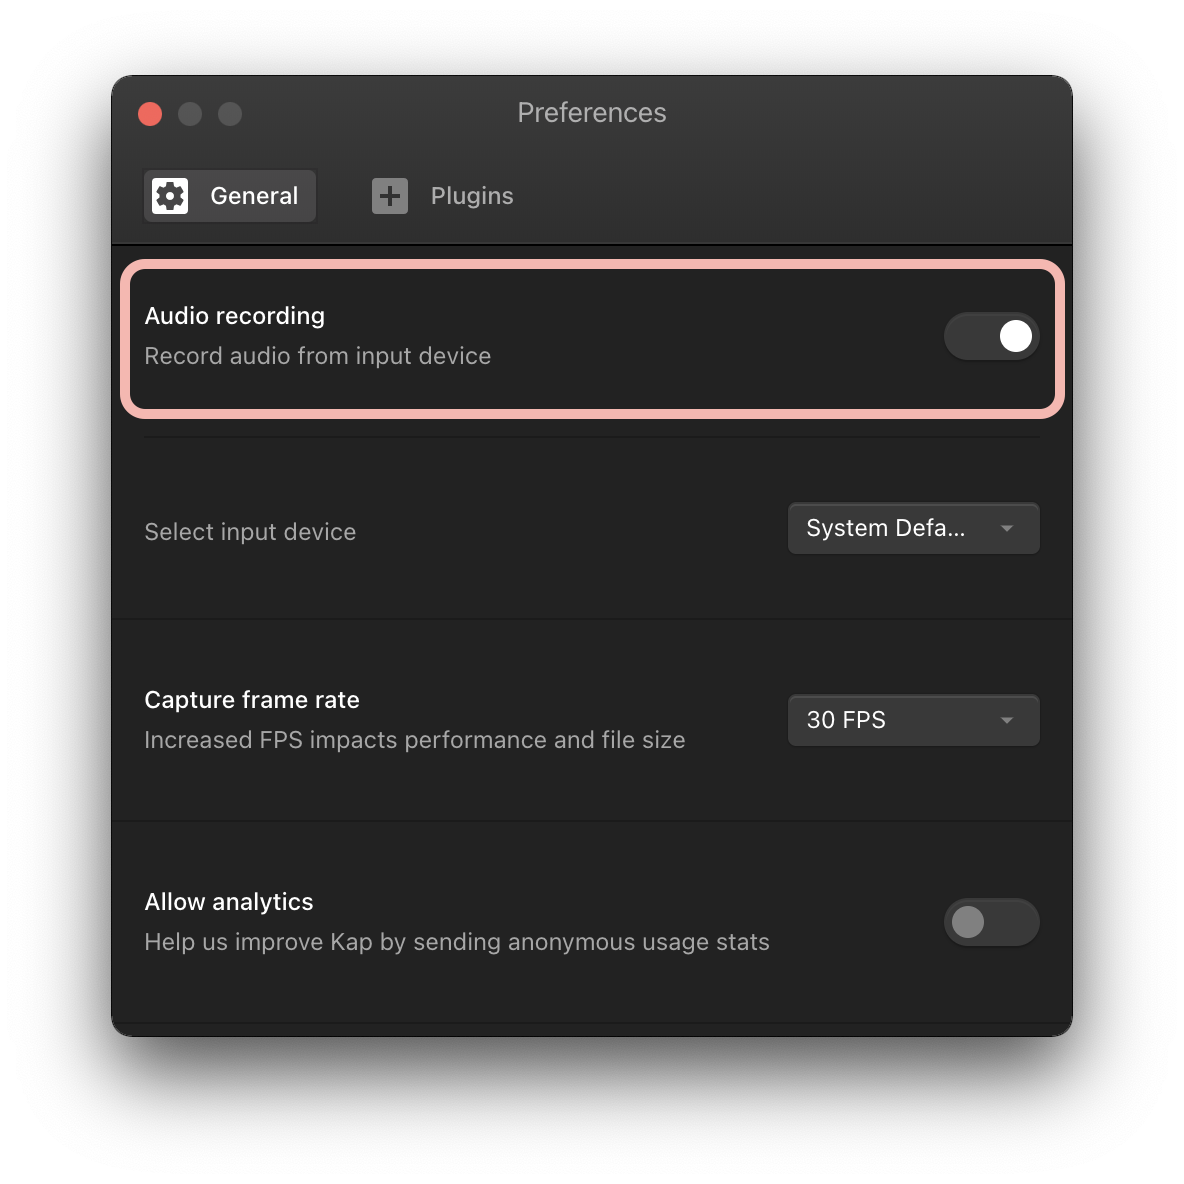 Preferences
General
Plugins
Audio recording
Record audio from input device
Select input device
System Defa...
Capture frame rate
Increased FPS impacts performance and file size
30 FPS
Allow analytics
Help us improve Kap by sending anonymous usage stats